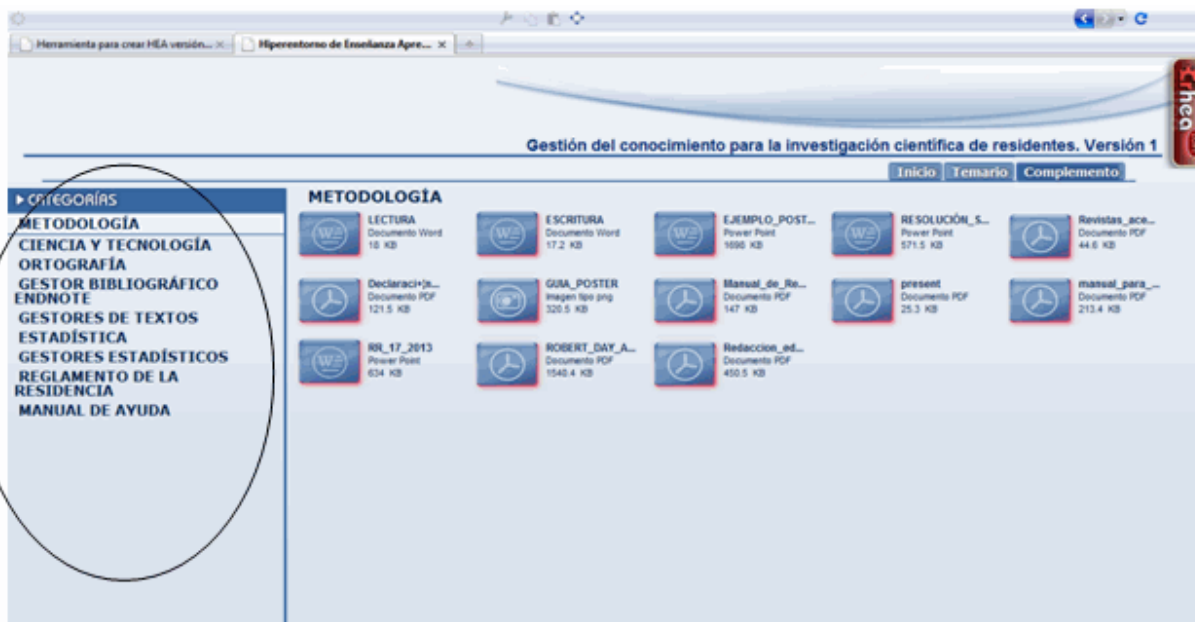 Herramienta para crear HEA versión...
Hiperentorno de Enseñanza Apre...
rhea
Gestión del conocimiento para la investigación científica de residentes. Versión 1
Inicio Temario Complemento
CATEGORÍAS
METODOLOGÍA
CIENCIA Y TECNOLOGÍA
ORTOGRAFÍA
GESTOR BIBLIOGRÁFICO
ENDNOTE
GESTORES DE TEXTOS
ESTADÍSTICA
GESTORES ESTADÍSTICOS
REGLAMENTO DE LA
RESIDENCIA
MANUAL DE AYUDA
METODOLOGÍA
LECTURA
Documento Word
18 KB
ESCRITURA
Documento Word
17.2 KB
EJEMPLO_POST...
Power Point
1696 KB
RESOLUCIÓN_S...
Power Point
571.5 KB
Revistas_ace...
Documento PDF
44.6 KB
Declaraci+¦n...
Documento PDF
121.5 KB
GUIA_POSTER
Imagen tipo png
320.5 KB
Manual_de_Re...
Documento PDF
147 KB
present
Documento PDF
25.3 KB
manual_para_...
Documento PDF
213.4 KB
RR_17_2013
Power Point
634 KB
ROBERT_DAY_A...
Documento PDF
1540.4 KB
Redaccion_ed...
Documento PDF
450.5 KB